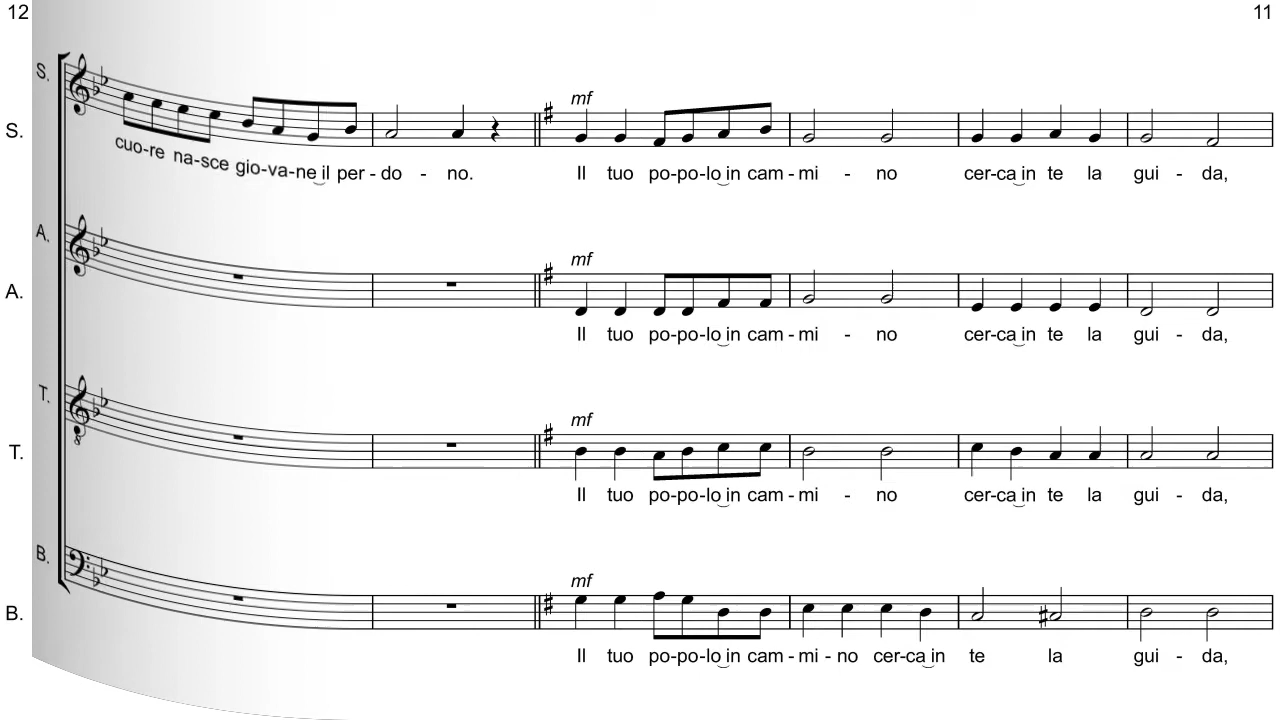 12
11
S.
S.
cuo-re na-sce gio-va-ne il per - do - no.
mf
Il tuo po-po-lo in cam - mi - no cer-ca in te la gui - da,
A.
A.
mf
Il tuo po-po-lo in cam - mi - no cer-ca in te la gui - da,
T.
T.
8
mf
Il tuo po-po-lo in cam - mi - no cer-ca in te la gui - da,
B.
B.
mf
Il tuo po-po-lo in cam - mi - no cer-ca in te la gui - da,